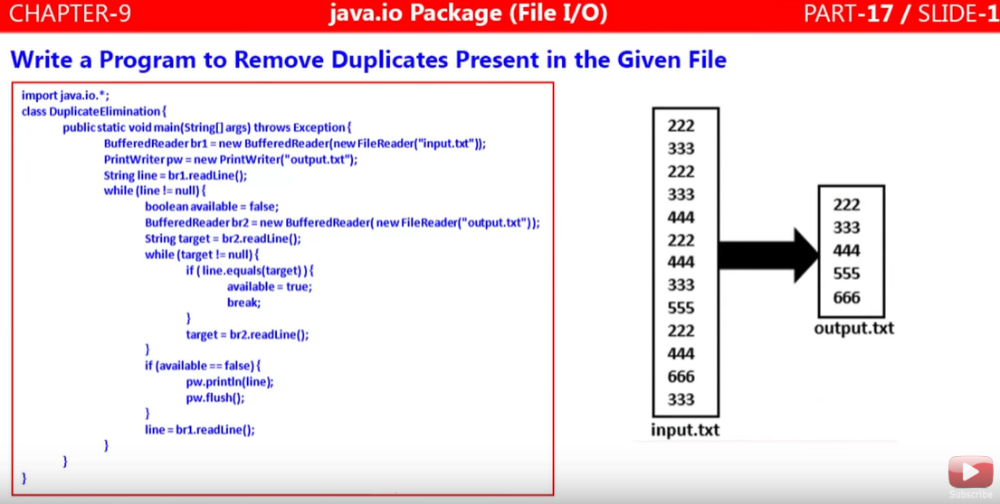 CHAPTER-9
java.io Package (File I/O)
PART-17 / SLIDE-1
Write a Program to Remove Duplicates Present in the Given File
import java.io.*;
class DuplicateElimination {
public static void main(String[] args) throws Exception {
BufferedReader br1 = new BufferedReader(new FileReader("input.txt"));
PrintWriter pw = new PrintWriter("output.txt");
String line = br1.readLine();
while (line != null) {
boolean available = false;
BufferedReader br2 = new BufferedReader( new FileReader("output.txt"));
String target = br2.readLine();
while (target != null) {
if ( line.equals(target) ) {
available = true;
break;
}
target = br2.readLine();
}
if (available == false) {
pw.println(line);
pw.flush();
}
line = br1.readLine();
}
}
}
222
333
222
333
444
222
444
333
555
222
444
666
333
input.txt
222
333
444
555
666
output.txt
Subscribe